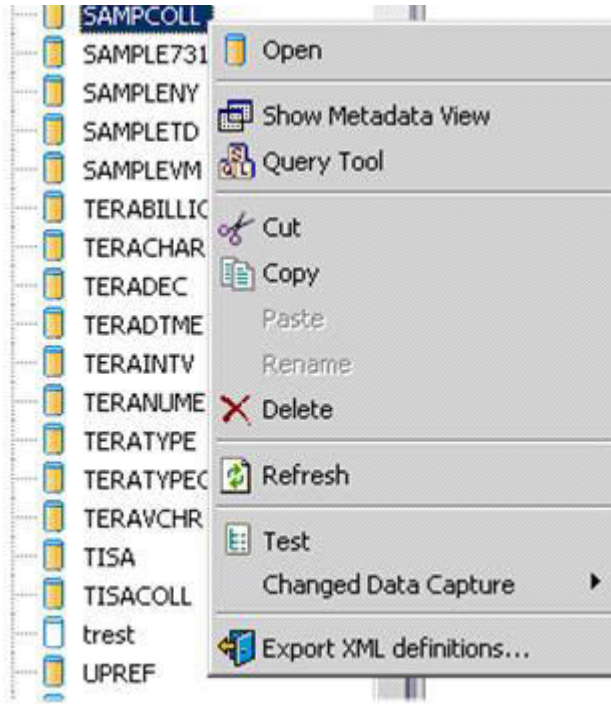 SAMPCOLL
SAMPLE731
SAMPLENY
SAMPLETD
SAMPLEVM
TERABILLIC
TERACHAR
TERADEC
TERADTME
TERAINTV
TERANUME
TERATYPE
TERATYPEC
TERAVCHR
TISA
TISACOLL
trest
UPREF
Open
Show Metadata View
Query Tool
Cut
Copy
Paste
Rename
Delete
Refresh
Test
Changed Data Capture
Export XML definitions...